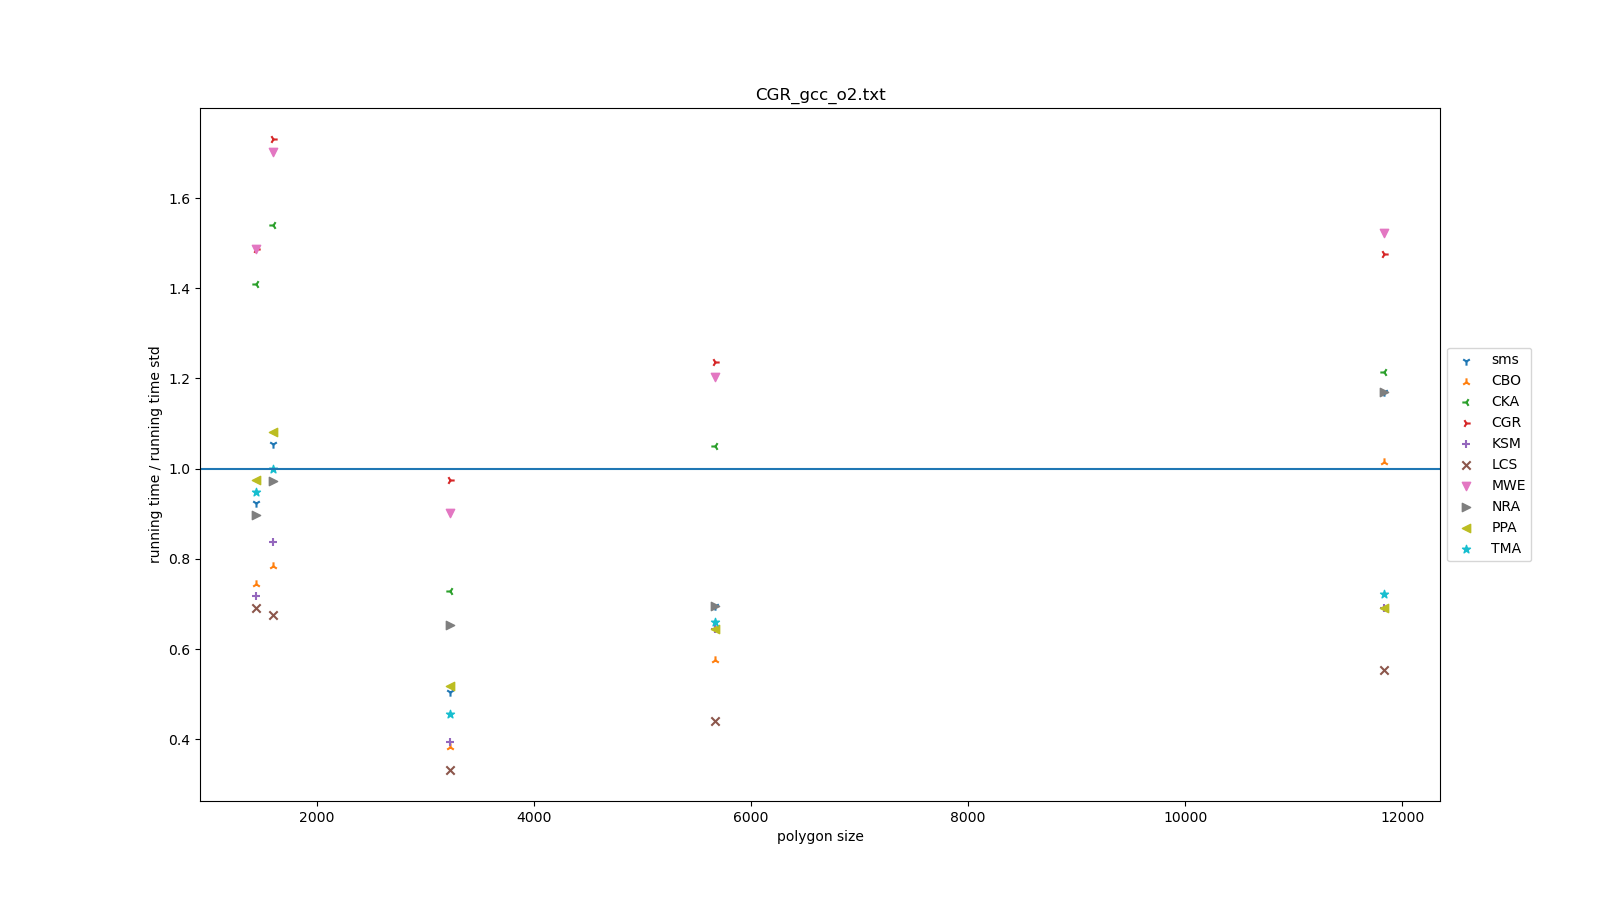 CGR_gcc_o2.txt
running time / running time std
1.6
1.4
1.2
1.0
0.8
0.6
0.4
2000 4000 6000 8000 10000 12000
polygon size
sms
CBO
CKA
CGR
KSM
LCS
MWE
NRA
PPA
TMA